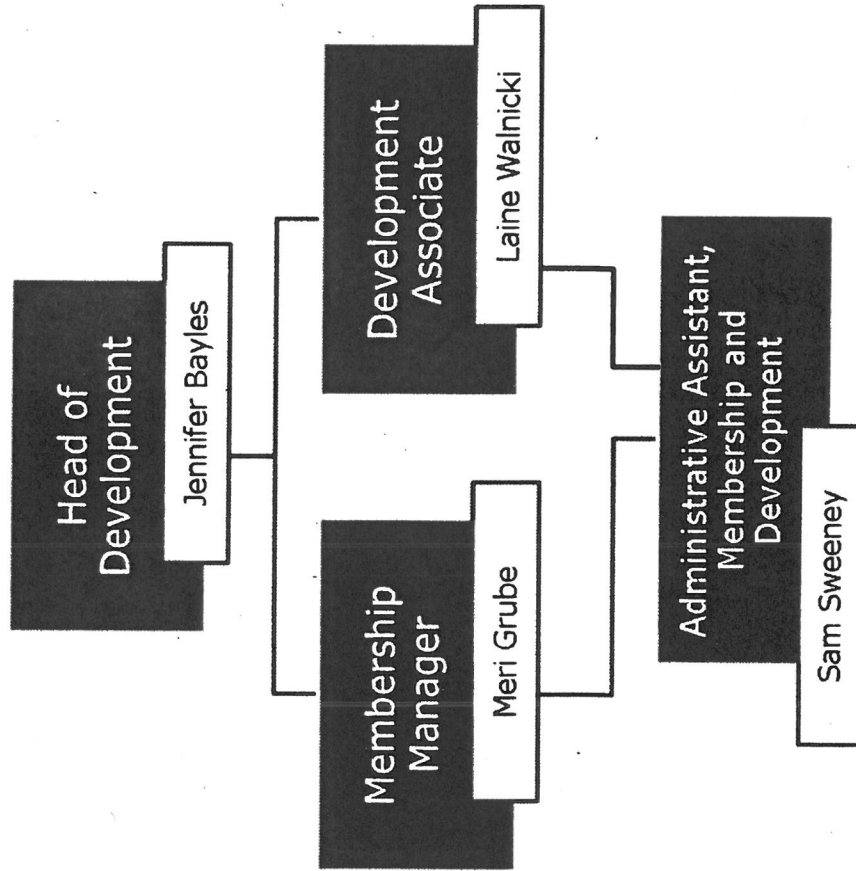 Head of
Development
Jennifer Bayles
Membership
Manager
Meri Grube
Development
Associate
Laine Walnicki
Administrative Assistant,
Membership and
Development
Sam Sweeney